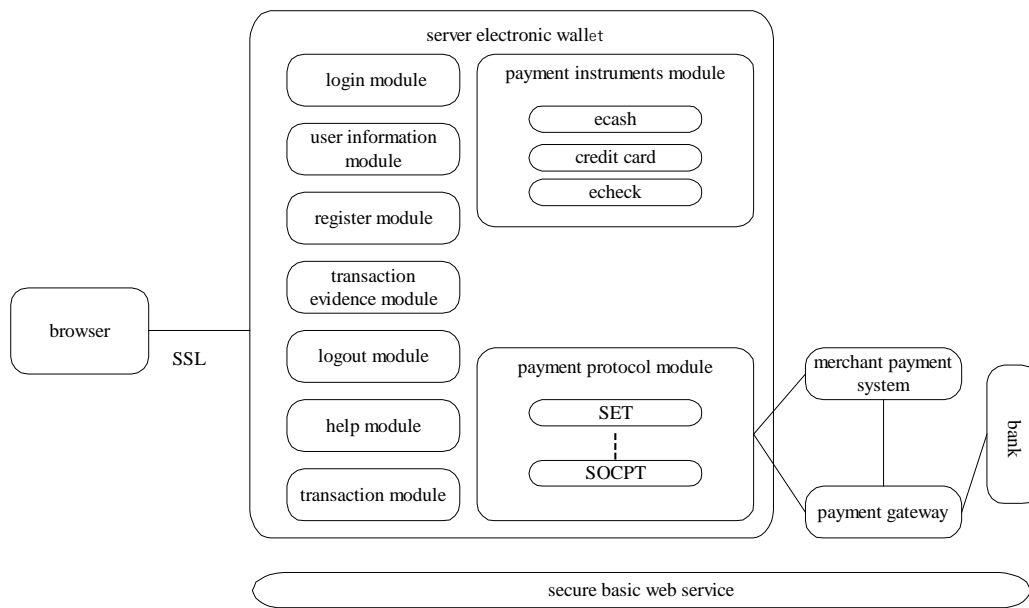 server electronic wallet
login module
user information
module
register module
transaction
evidence module
logout module
help module
transaction module
payment instruments module
ecash
credit card
echeck
payment protocol module
SET
SOCPT
browser
SSL
merchant payment
system
payment gateway
bank
secure basic web service